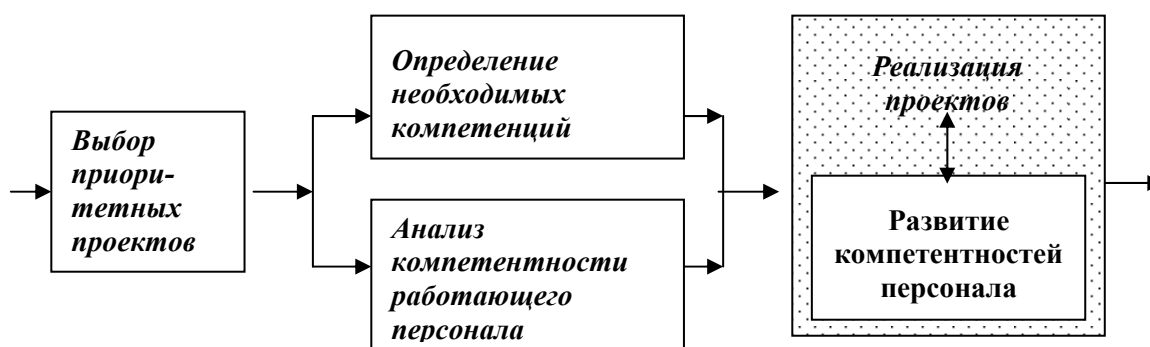 Выбор
приори-
тетных
проектов
Определение
необходимых
компетенций
Анализ
компетентности
работающего
персонала
Реализация
проектов
Развитие
компетентностей
персонала